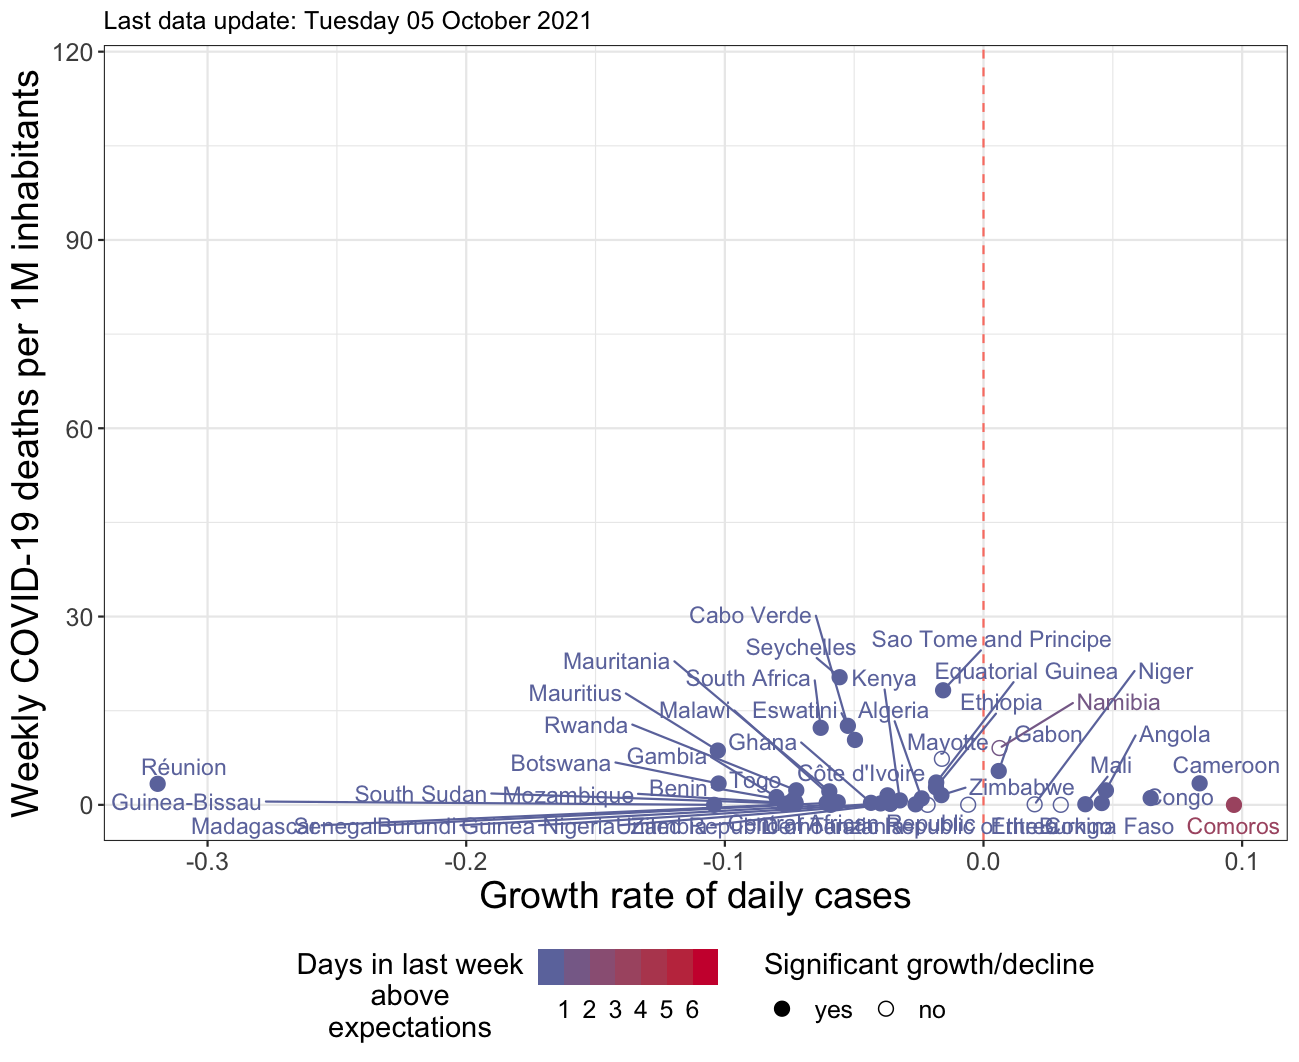 Last data update: Tuesday 05 October 2021
Weekly COVID-19 deaths per 1M inhabitants
120
90
60
30
0
Cabo Verde
Sao Tome and Principe
Seychelles
Mauritania
Equatorial Guinea
Niger
South Africa
Kenya
Mauritius
Ethiopia
Namibia
Malawi
Eswatini
Algeria
Rwanda
Gabon
Angola
Ghana
Mayotte
Gambia
Botswana
Réunion
Mali
Cameroon
Togo
Côte d'Ivoire
Benin
Zimbabwe
South Sudan
Mozambique
Congo
Guinea-Bissau
Madagascar
Senegal
Burundi
Guinea
Nigeria
Central African Republic
Burkina Faso
Comoros
-0.3
-0.2
-0.1
0.0
0.1
Growth rate of daily cases
Days in last week
above
expectations
1 2 3 4 5 6
Significant growth/decline
yes
no